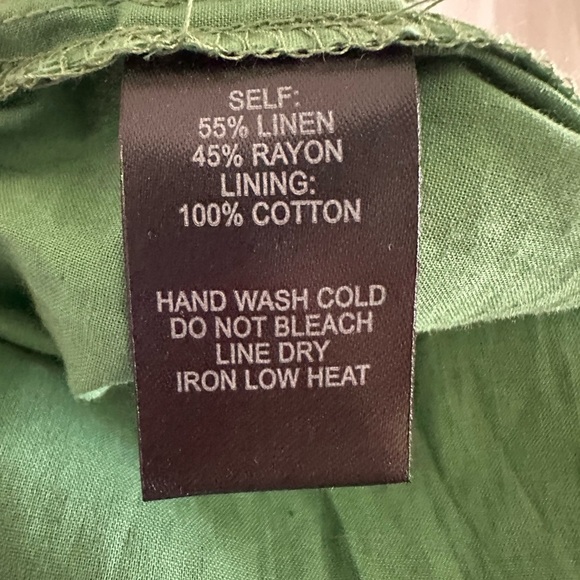 SELF:
55% LINEN
45% RAYON
LINING:
100% COTTON
HAND WASH COLD
DO NOT BLEACH
LINE DRY
IRON LOW HEAT